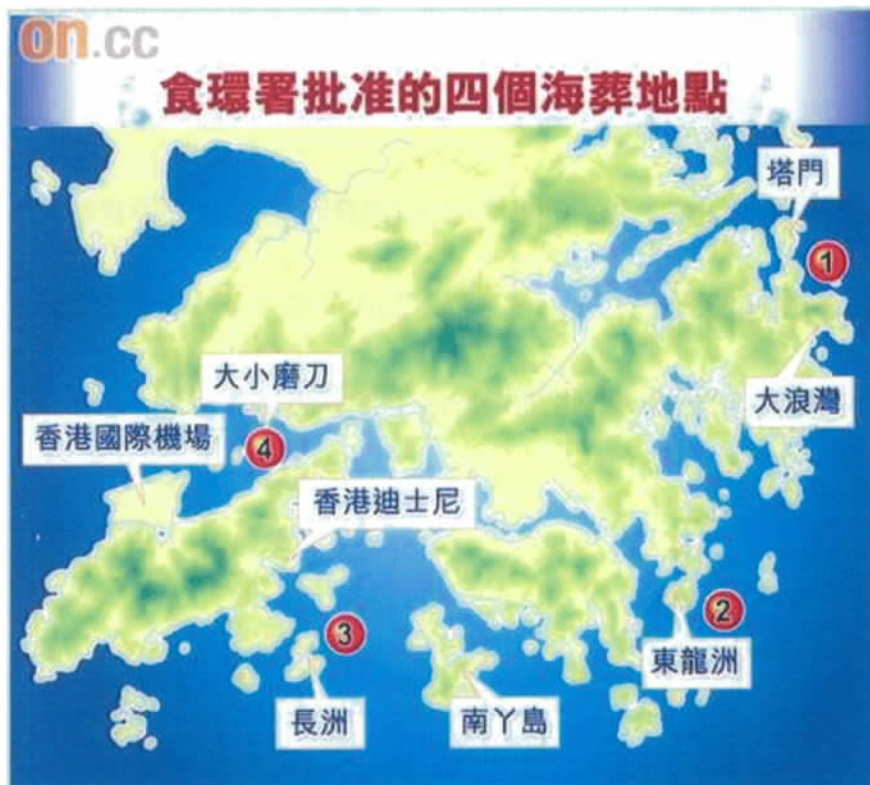 on.cc
食環署批准的四個海葬地點
塔門
1
大浪灣
大小磨刀
香港國際機場
4
香港迪士尼
2
東龍洲
3
長洲
南丫島